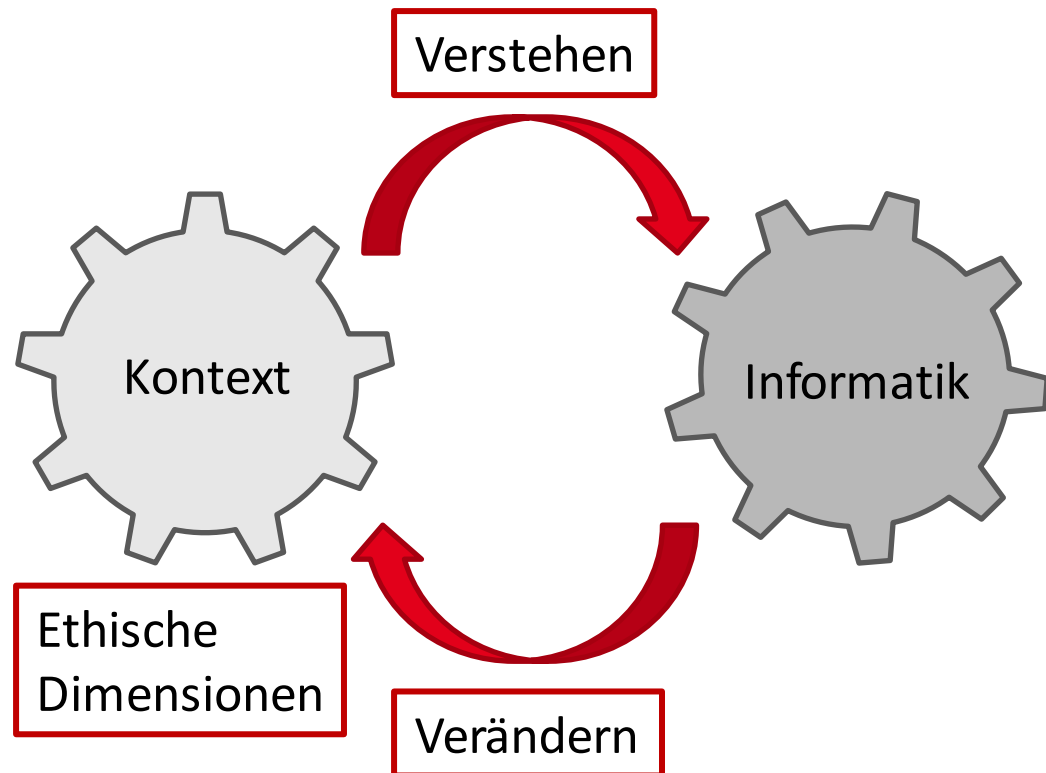 Verstehen
Kontext
Informatik
Ethische
Dimensionen
Verändern